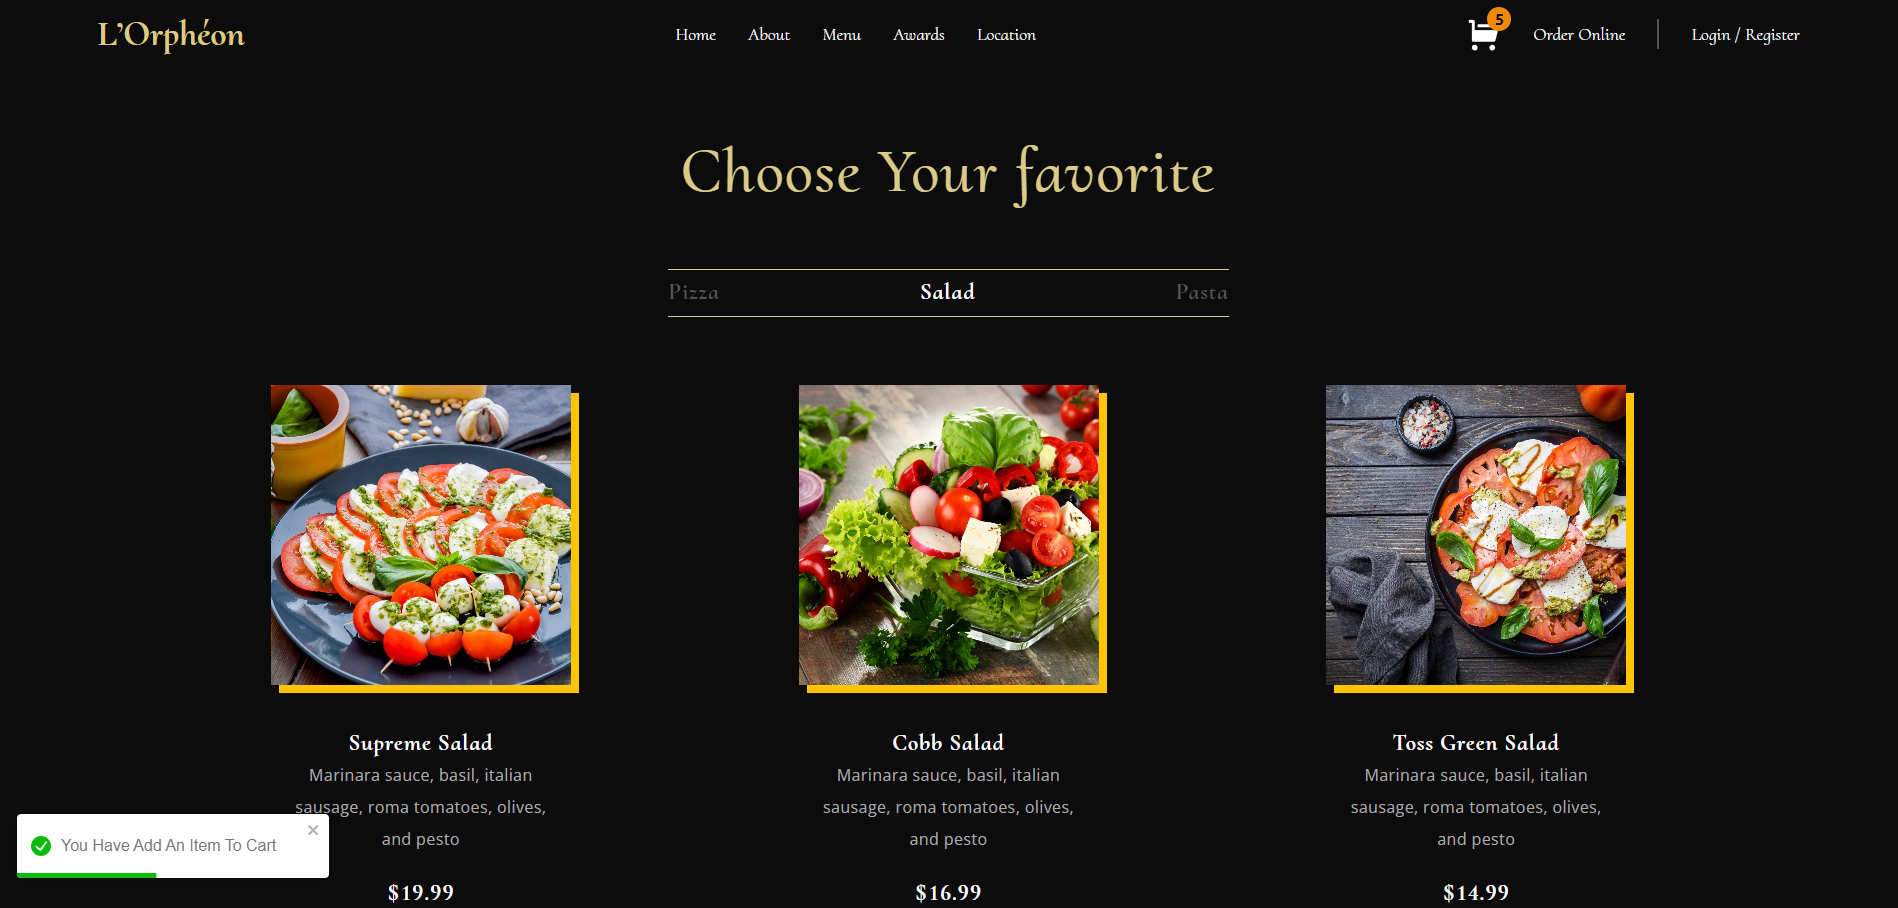 L’Orphéon
Home About Menu Awards Location
5
Order Online
Login / Register
Choose Your favorite
Pizza Salad Pasta
Supreme Salad
Marinara sauce, basil, italian
sausage, roma tomatoes, olives,
and pesto
$19.99
Cobb Salad
Marinara sauce, basil, italian
sausage, roma tomatoes, olives,
and pesto
$16.99
Toss Green Salad
Marinara sauce, basil, italian
sausage, roma tomatoes, olives,
and pesto
$14.99
You Have Add An Item To Cart